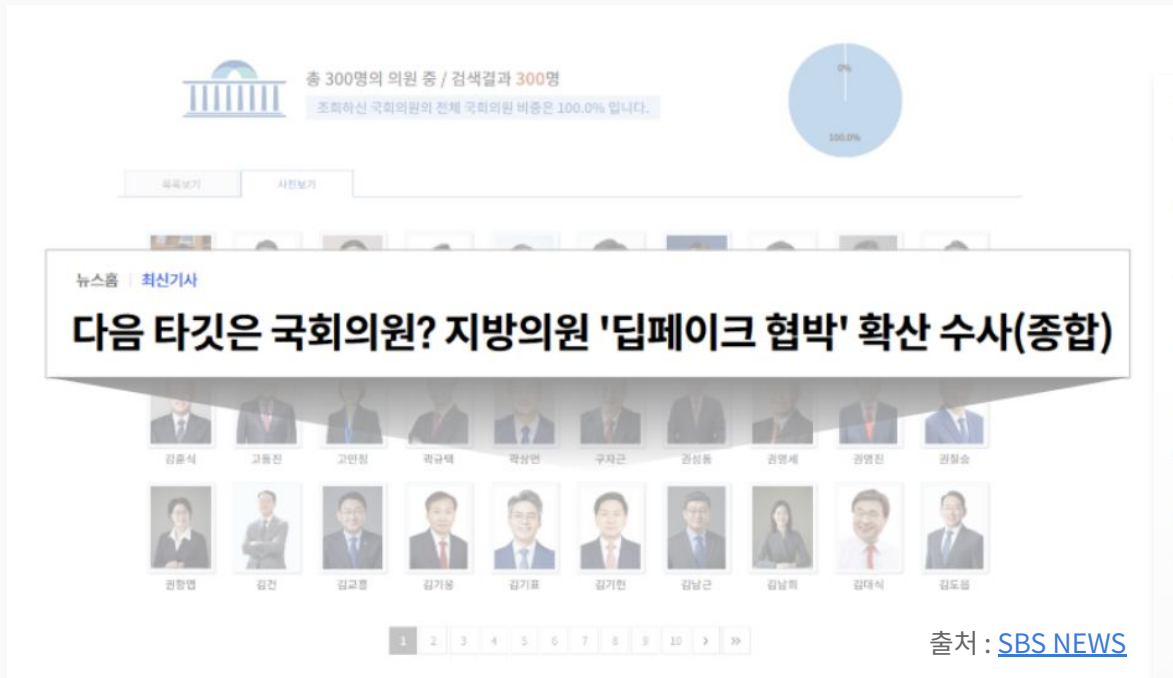 총 300명의 의원 중 / 검색결과 300명
조회하신 국회의원의 전체 국회의원 비중은 100.0% 입니다.
0%
100.0%
목록보기 사진보기
뉴스홈 | 최신기사
다음 타깃은 국회의원? 지방의원 '딥페이크 협박' 확산 수사(종합)
강훈식 고동진 고민정 곽규택 곽상언 구자근 권성동 권영세 권영진 권칠승
권향엽 김건 김교흥 김기웅 김기표 김기현 김남근 김남희 김대식 김도읍
1 2 3 4 5 6 7 8 9 10 > »
출처 : SBS NEWS